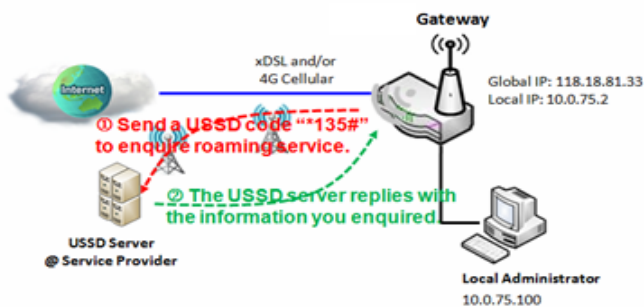 Gateway
xDSL and/or
4G Cellular
Internet
Global IP: 118.18.81.33
Local IP: 10.0.75.2
① Send a USSD code “*135#”
to enquire roaming service.
② The USSD server replies with
the information you enquired.
USSD Server
@ Service Provider
Local Administrator
10.0.75.100